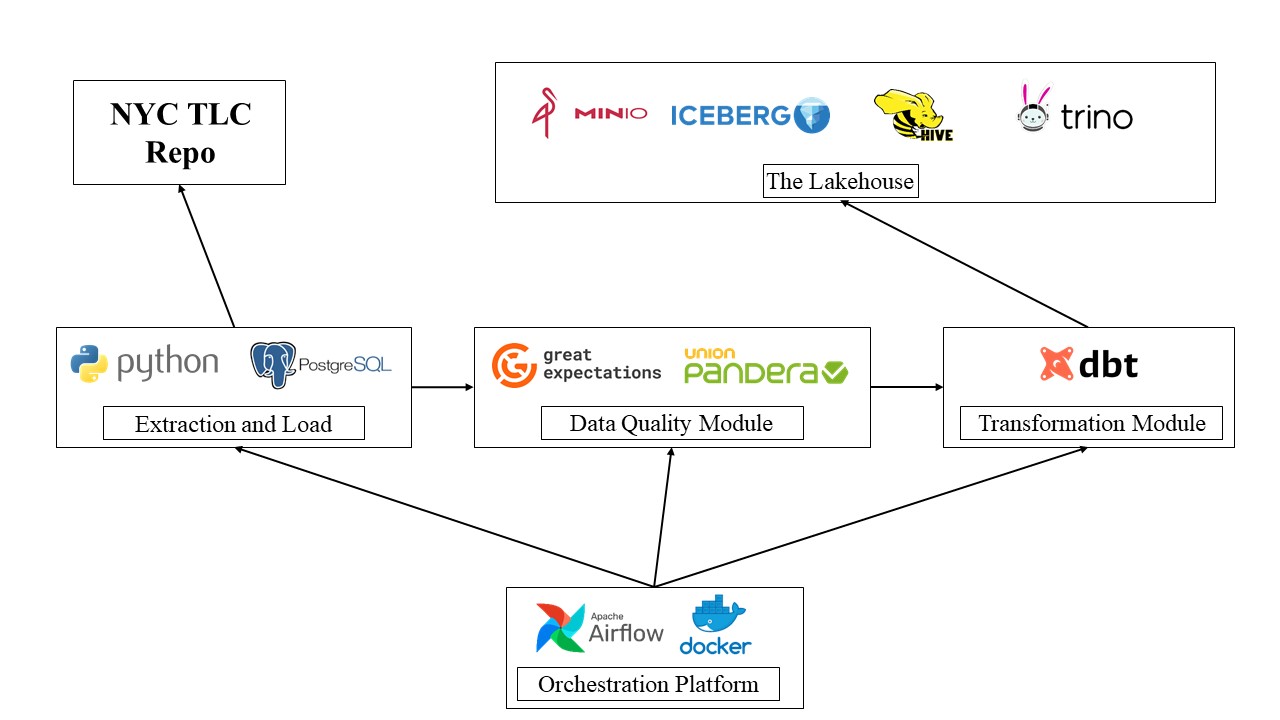 NYC TLC
Repo
MINIO
ICEBERG
HIVE
trino
The Lakehouse
python
PostgreSQL
Extraction and Load
great
expectations
UNION
pandera
Data Quality Module
dbt
Transformation Module
Apache
Airflow
docker
Orchestration Platform